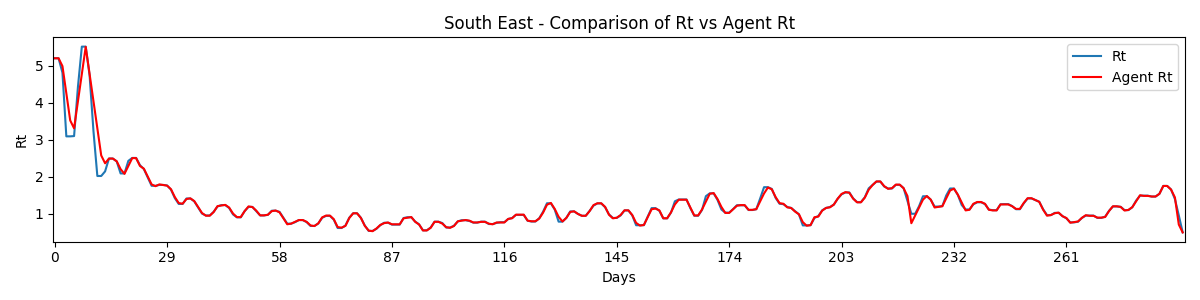 South East - Comparison of Rt vs Agent Rt
Rt
Agent Rt
5
4
3
2
1
Rt
0 29 58 87 116 145 174 203 232 261
Days